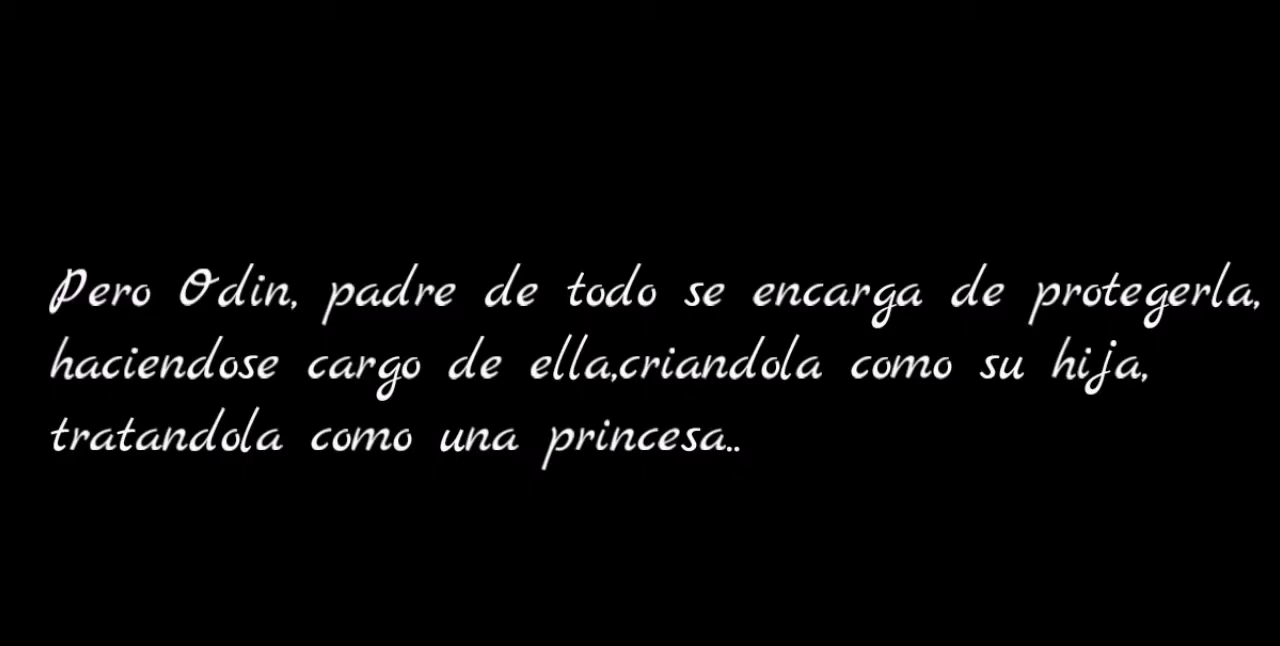 Pero Odin, padre de todo se encarga de protegerla,
haciendose cargo de ella,criandola como su hija,
tratandola como una princesa..